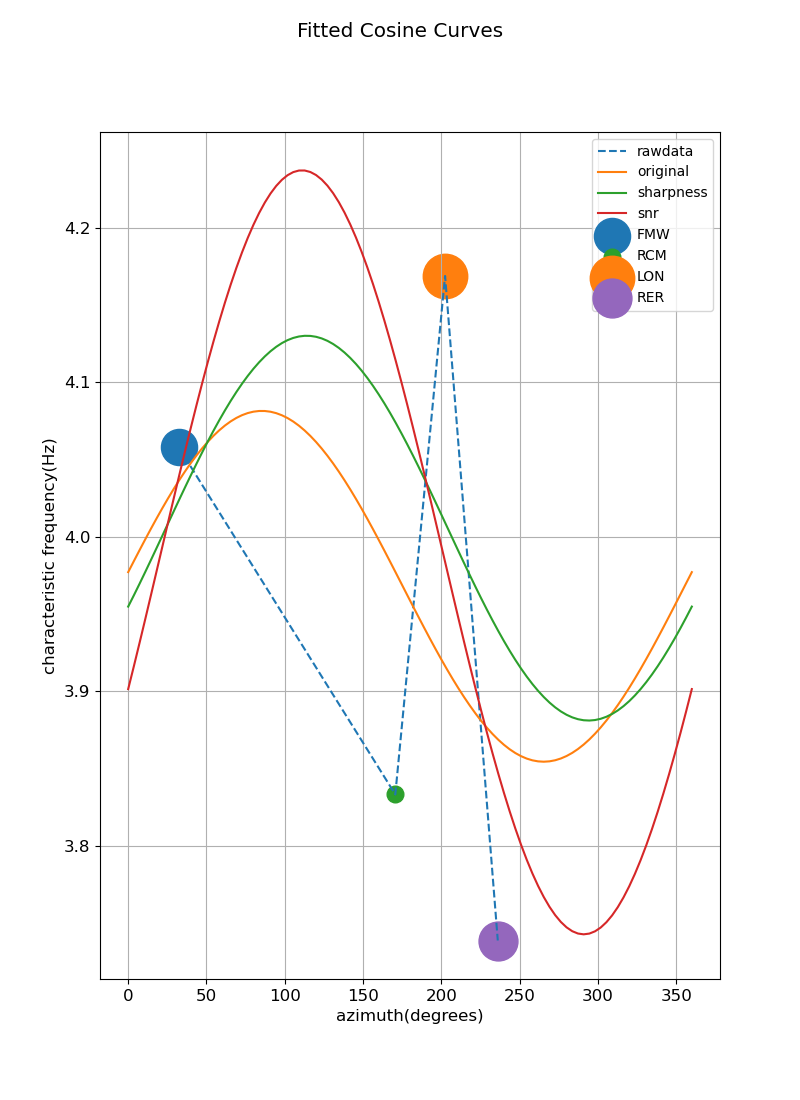 Fitted Cosine Curves
rawdata
original
sharpness
snr
FMW
RCM
LON
RER
4.2
4.1
4.0
3.9
3.8
characteristic frequency(Hz)
0 50 100 150 200 250 300 350
azimuth(degrees)